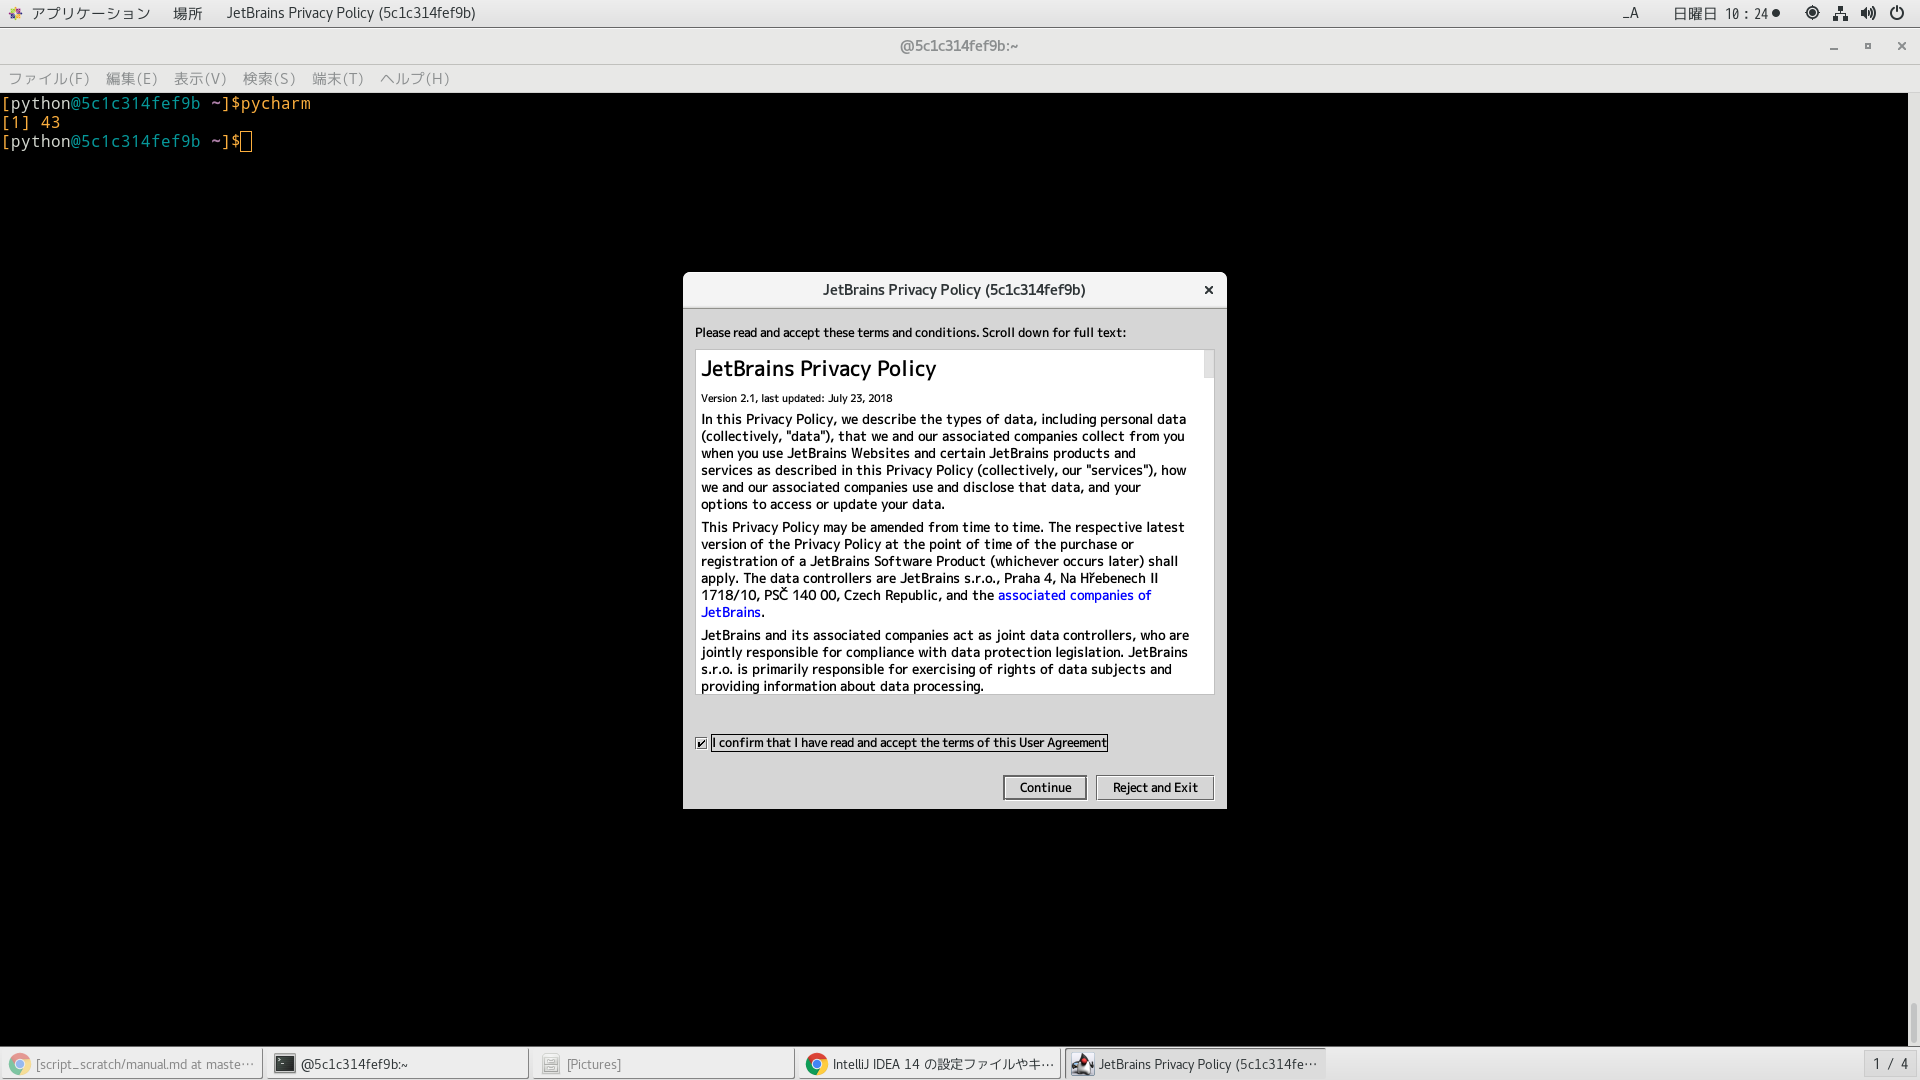 アプリケーション 場所 JetBrains Privacy Policy (5c1c314fef9b) _A 日曜日 10：24●
@5c1c314fef9b:~
ファイル(F) 編集(E) 表示(V) 検索(S) 端末(T) ヘルプ(H)
[python@5c1c314fef9b ~]$pycharm
[1] 43
[python@5c1c314fef9b ~]$
JetBrains Privacy Policy (5c1c314fef9b)
Please read and accept these terms and conditions. Scroll down for full text:
JetBrains Privacy Policy
Version 2.1, last updated: July 23, 2018
In this Privacy Policy, we describe the types of data, including personal data
(collectively, "data"), that we and our associated companies collect from you
when you use JetBrains Websites and certain JetBrains products and
services as described in this Privacy Policy (collectively, our "services"), how
we and our associated companies use and disclose that data, and your
options to access or update your data.
This Privacy Policy may be amended from time to time. The respective latest
version of the Privacy Policy at the point of time of the purchase or
registration of a JetBrains Software Product (whichever occurs later) shall
apply. The data controllers are JetBrains s.r.o., Praha 4, Na Hřebenech II
1718/10, PSČ 140 00, Czech Republic, and the associated companies of
JetBrains.
JetBrains and its associated companies act as joint data controllers, who are
jointly responsible for compliance with data protection legislation. JetBrains
s.r.o. is primarily responsible for exercising of rights of data subjects and
providing information about data processing.
I confirm that I have read and accept the terms of this User Agreement
Continue Reject and Exit
[script_scratch/manual.md at maste… @5c1c314fef9b:~ [Pictures] IntelliJ IDEA 14 の設定ファイルやキ… JetBrains Privacy Policy (5c1c314fe… 1 / 4